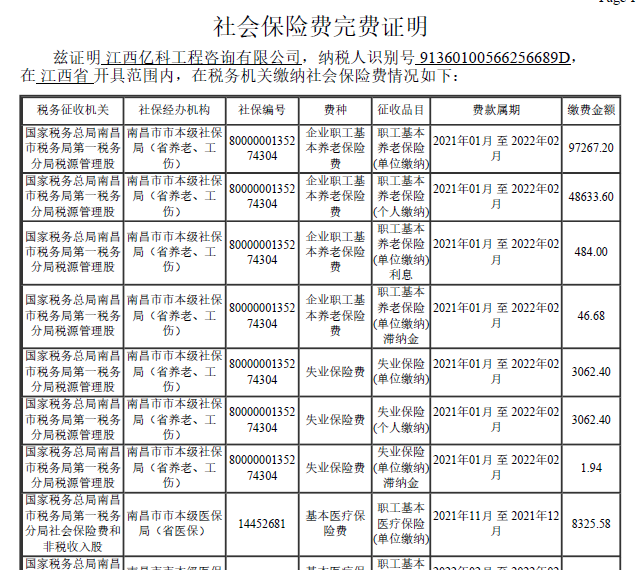 Page 1
社会保险费完费证明
兹证明 江西亿科工程咨询有限公司，纳税人识别号 91360100566256689D，
在 江西省 开具范围内，在税务机关缴纳社会保险费情况如下：
税务征收机关 社保经办机构 社保编号 费种 征收品目 费款属期 缴费金额
国家税务总局南昌 南昌市市本级社保 80000001352 企业职工基 职工基本 2021年01月 至 2022年02 97267.20
市税务局第一税务 局（省养老、工 74304 本养老保险 养老保险 月
分局税源管理股 伤） 费 (单位缴纳)
国家税务总局南昌 南昌市市本级社保 80000001352 企业职工基 职工基本 2021年01月 至 2022年02 48633.60
市税务局第一税务 局（省养老、工 74304 本养老保险 养老保险 月
分局税源管理股 伤） 费 (个人缴纳)
职工基本
国家税务总局南昌 南昌市市本级社保 80000001352 企业职工基 养老保险 2021年01月 至 2022年02 484.00
市税务局第一税务 局（省养老、工 74304 本养老保险 (单位缴纳) 月
分局税源管理股 伤） 费 利息
职工基本
国家税务总局南昌 南昌市市本级社保 80000001352 企业职工基 养老保险 2021年01月 至 2022年02 46.68
市税务局第一税务 局（省养老、工 74304 本养老保险 (单位缴纳) 月
分局税源管理股 伤） 费 滞纳金
国家税务总局南昌 南昌市市本级社保 80000001352 失业保险费 失业保险 2021年01月 至 2022年02 3062.40
市税务局第一税务 局（省养老、工 74304 (单位缴纳) 月
分局税源管理股 伤）
国家税务总局南昌 南昌市市本级社保 80000001352 失业保险费 失业保险 2021年01月 至 2022年02 3062.40
市税务局第一税务 局（省养老、工 74304 (个人缴纳) 月
分局税源管理股 伤）
国家税务总局南昌 南昌市市本级社保 80000001352 失业保险费 失业保险 2021年01月 至 2022年02 1.94
市税务局第一税务 局（省养老、工 74304 (单位缴纳) 月
分局税源管理股 伤） 滞纳金
国家税务总局南昌
市税务局第一税务 南昌市市本级医保 14452681 基本医疗保 职工基本 2021年11月 至 2021年12 8325.58
分局社会保险费和 局（省医保） 险费 医疗保险 月
非税收入股 (单位缴纳)
国家税务总局南昌 职工基本